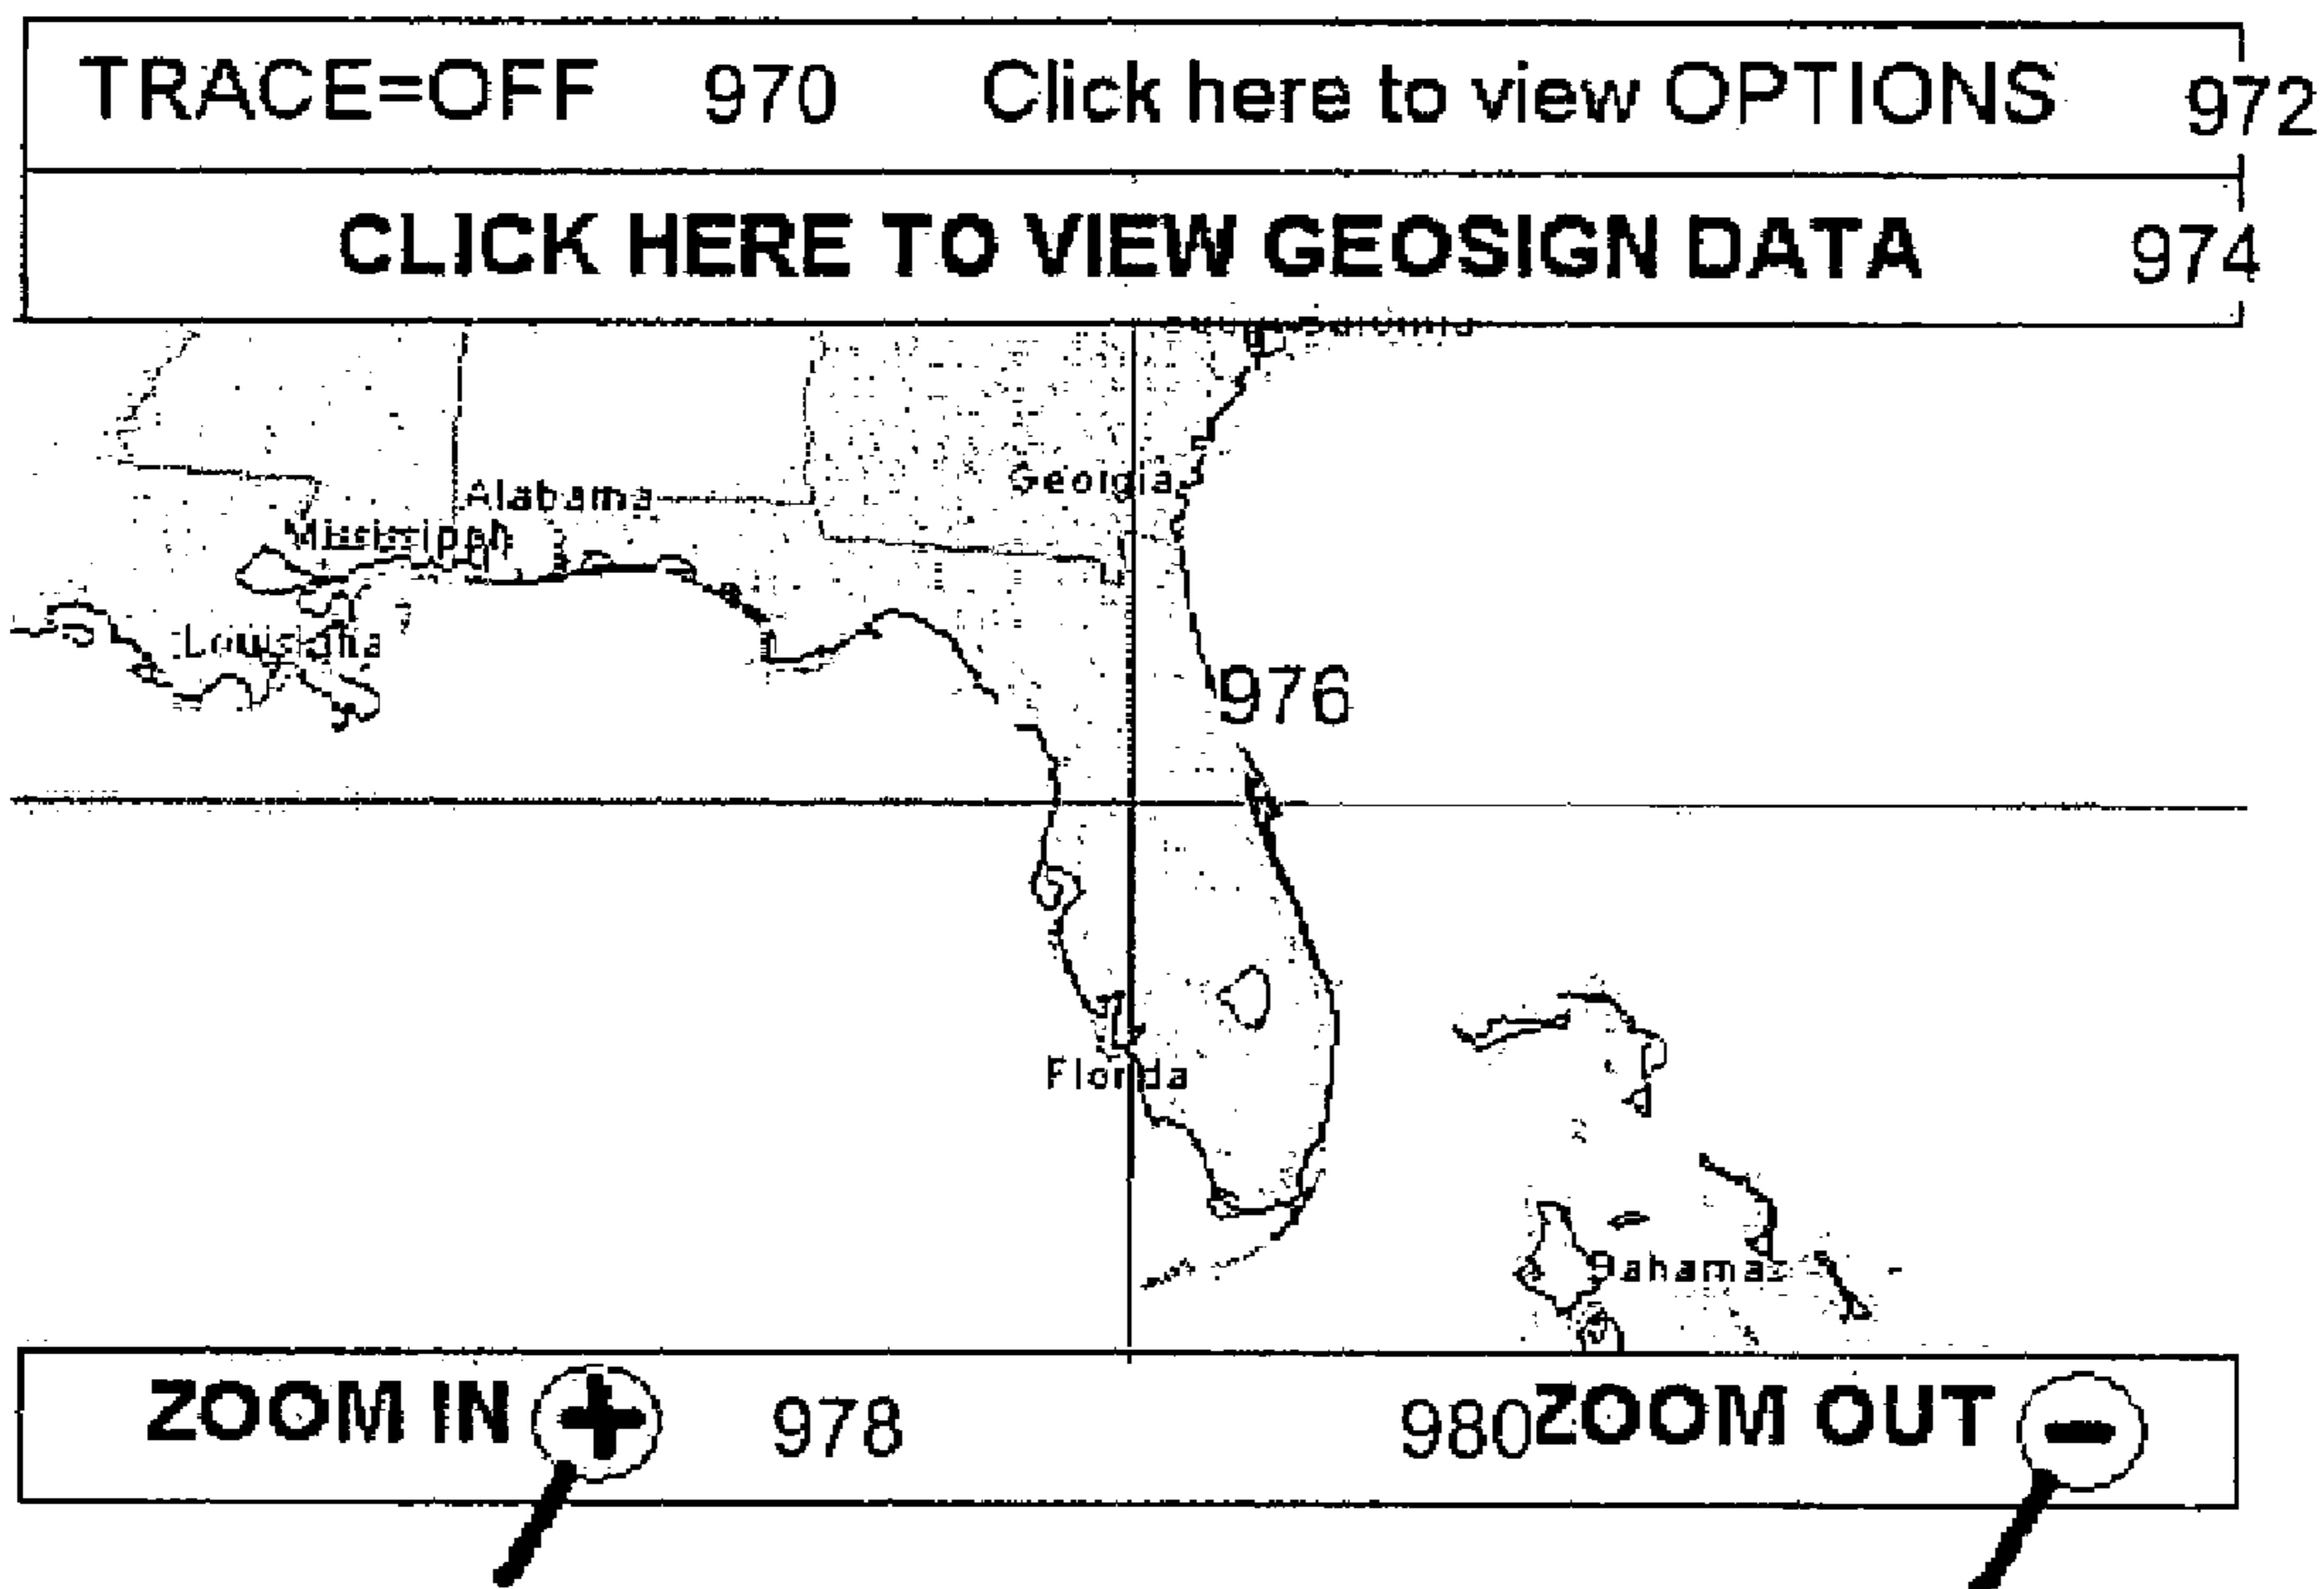 TRACE=OFF 970 Click here to view OPTIONS 972
CLICK HERE TO VIEW GEOSIGN DATA 974
Georgia
Alabama
Mississippi
Louisiana
976
Florida
Bahamas
ZOOM IN 978 980 ZOOM OUT